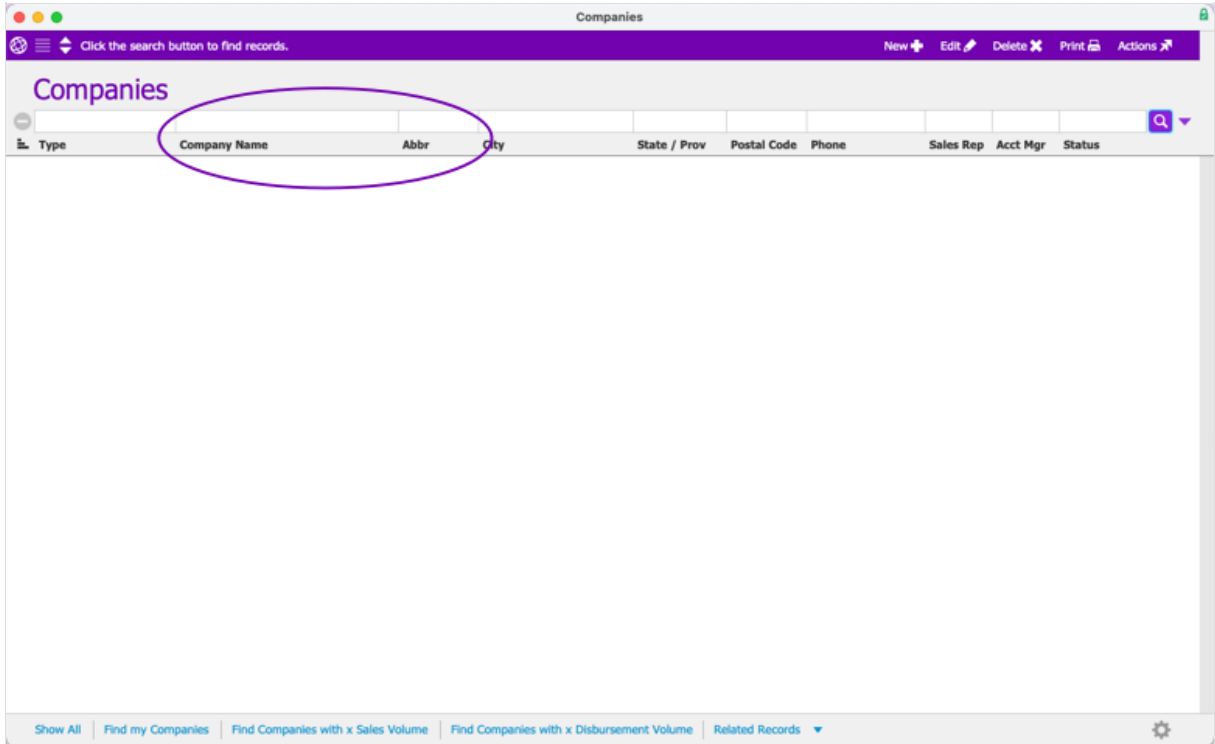 Companies
Click the search button to find records. New Edit Delete Print Actions
Companies
Type Company Name Abbr City State / Prov Postal Code Phone Sales Rep Acct Mgr Status
Show All Find my Companies Find Companies with x Sales Volume Find Companies with x Disbursement Volume Related Records